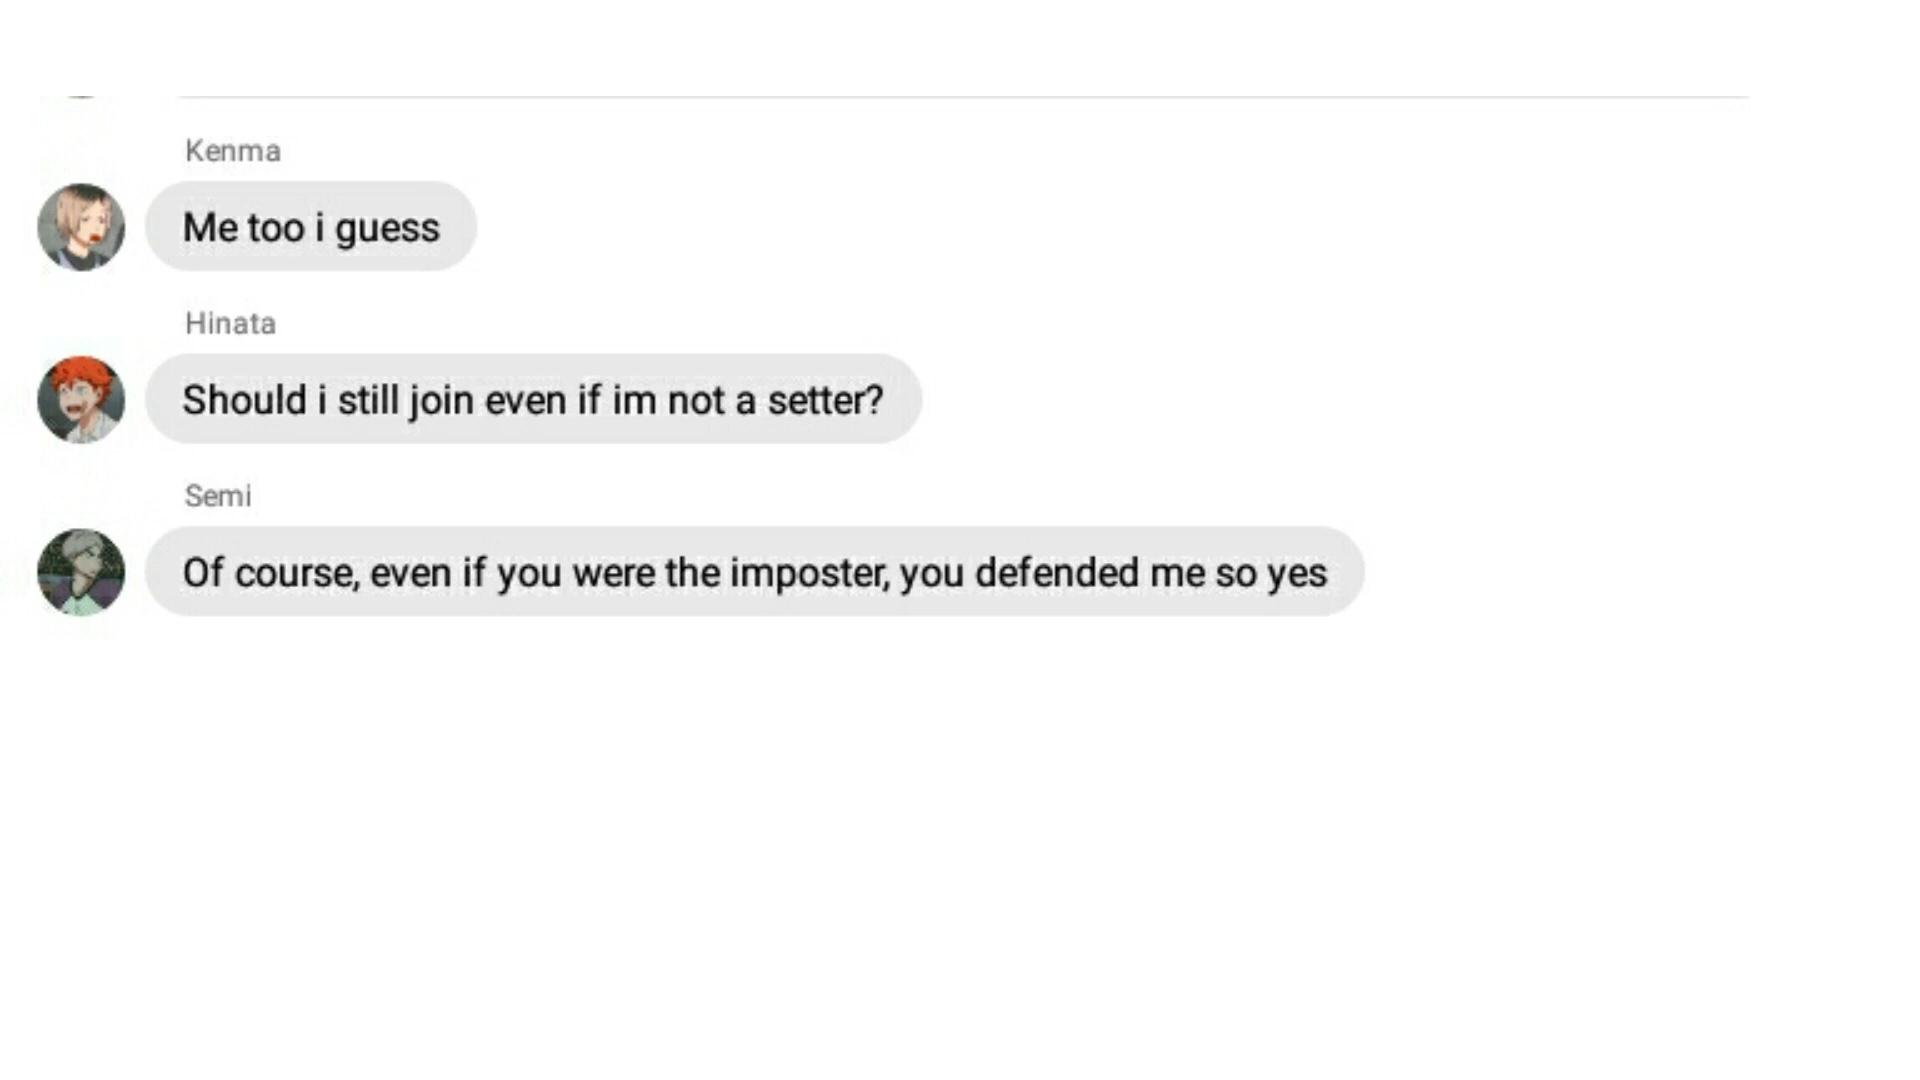 Kenma
Me too i guess
Hinata
Should i still join even if im not a setter?
Semi
Of course, even if you were the imposter, you defended me so yes